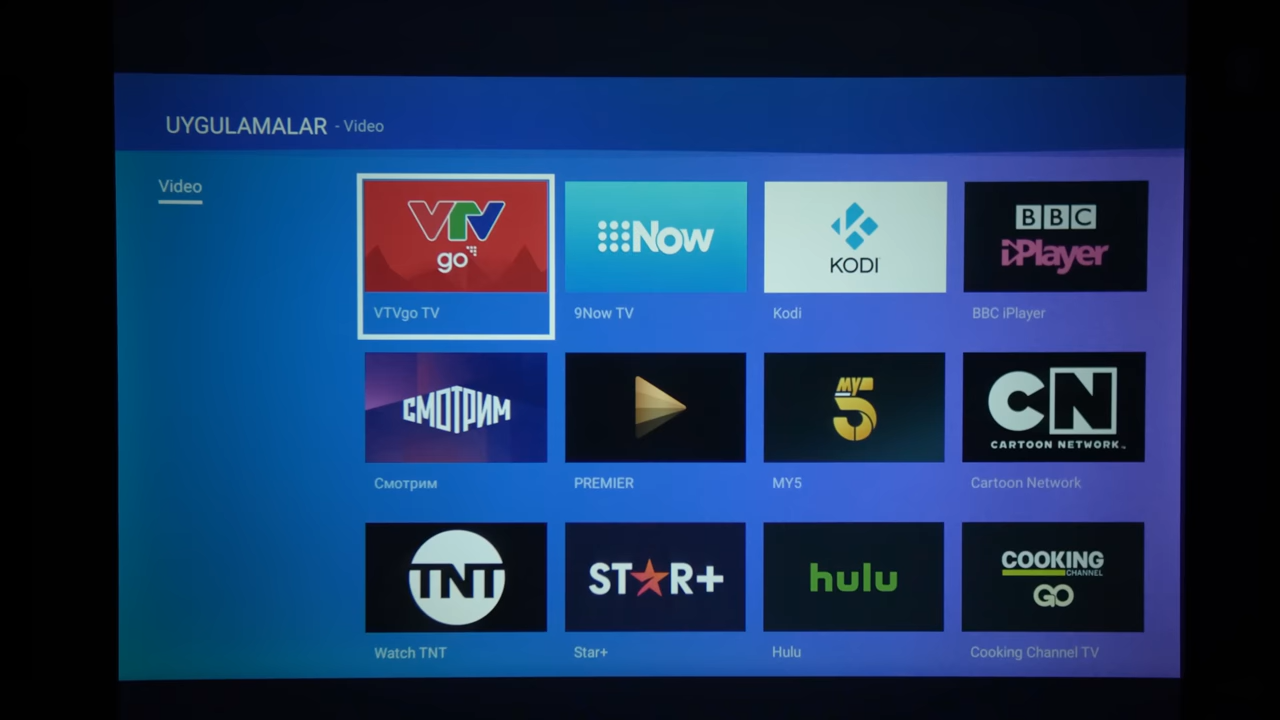 UYGULAMALAR - Video
Video
VTV
go
VTVgo TV
Now
9Now TV
KODI
Kodi
BBC
iPlayer
BBC iPlayer
СМОТРИМ
Смотрим
PREMIER
MY
5
MY5
CN
CARTOON NETWORK™
Cartoon Network
TNT
Watch TNT
ST★R+
Star+
hulu
Hulu
COOKING
CHANNEL
GO
Cooking Channel TV